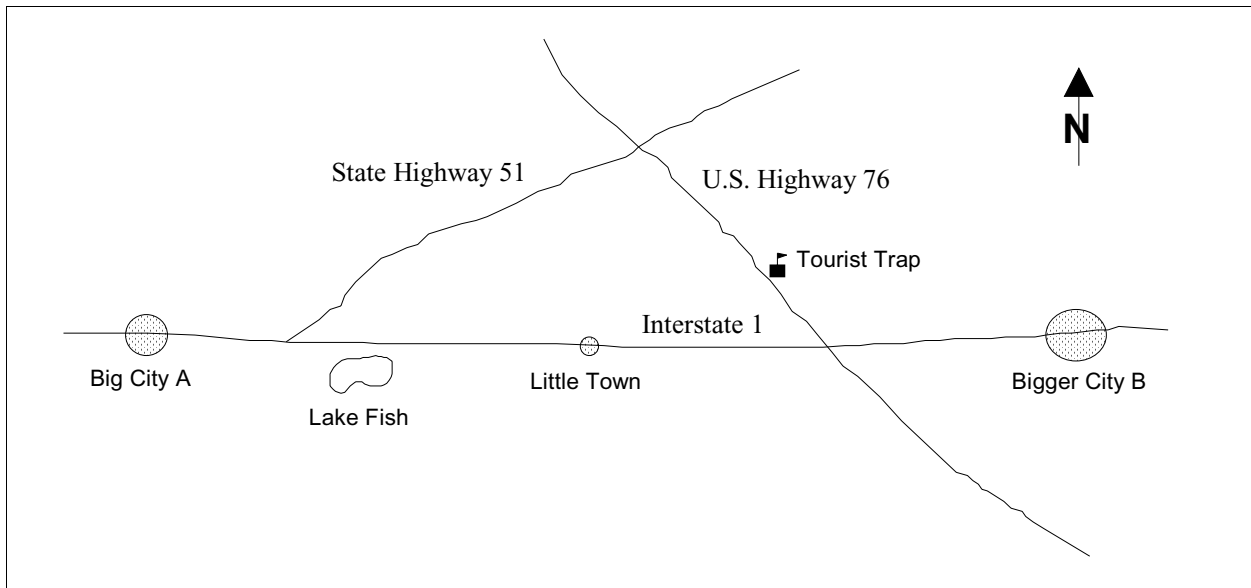 N
State Highway 51
U.S. Highway 76
Tourist Trap
Interstate 1
Big City A
Little Town
Bigger City B
Lake Fish